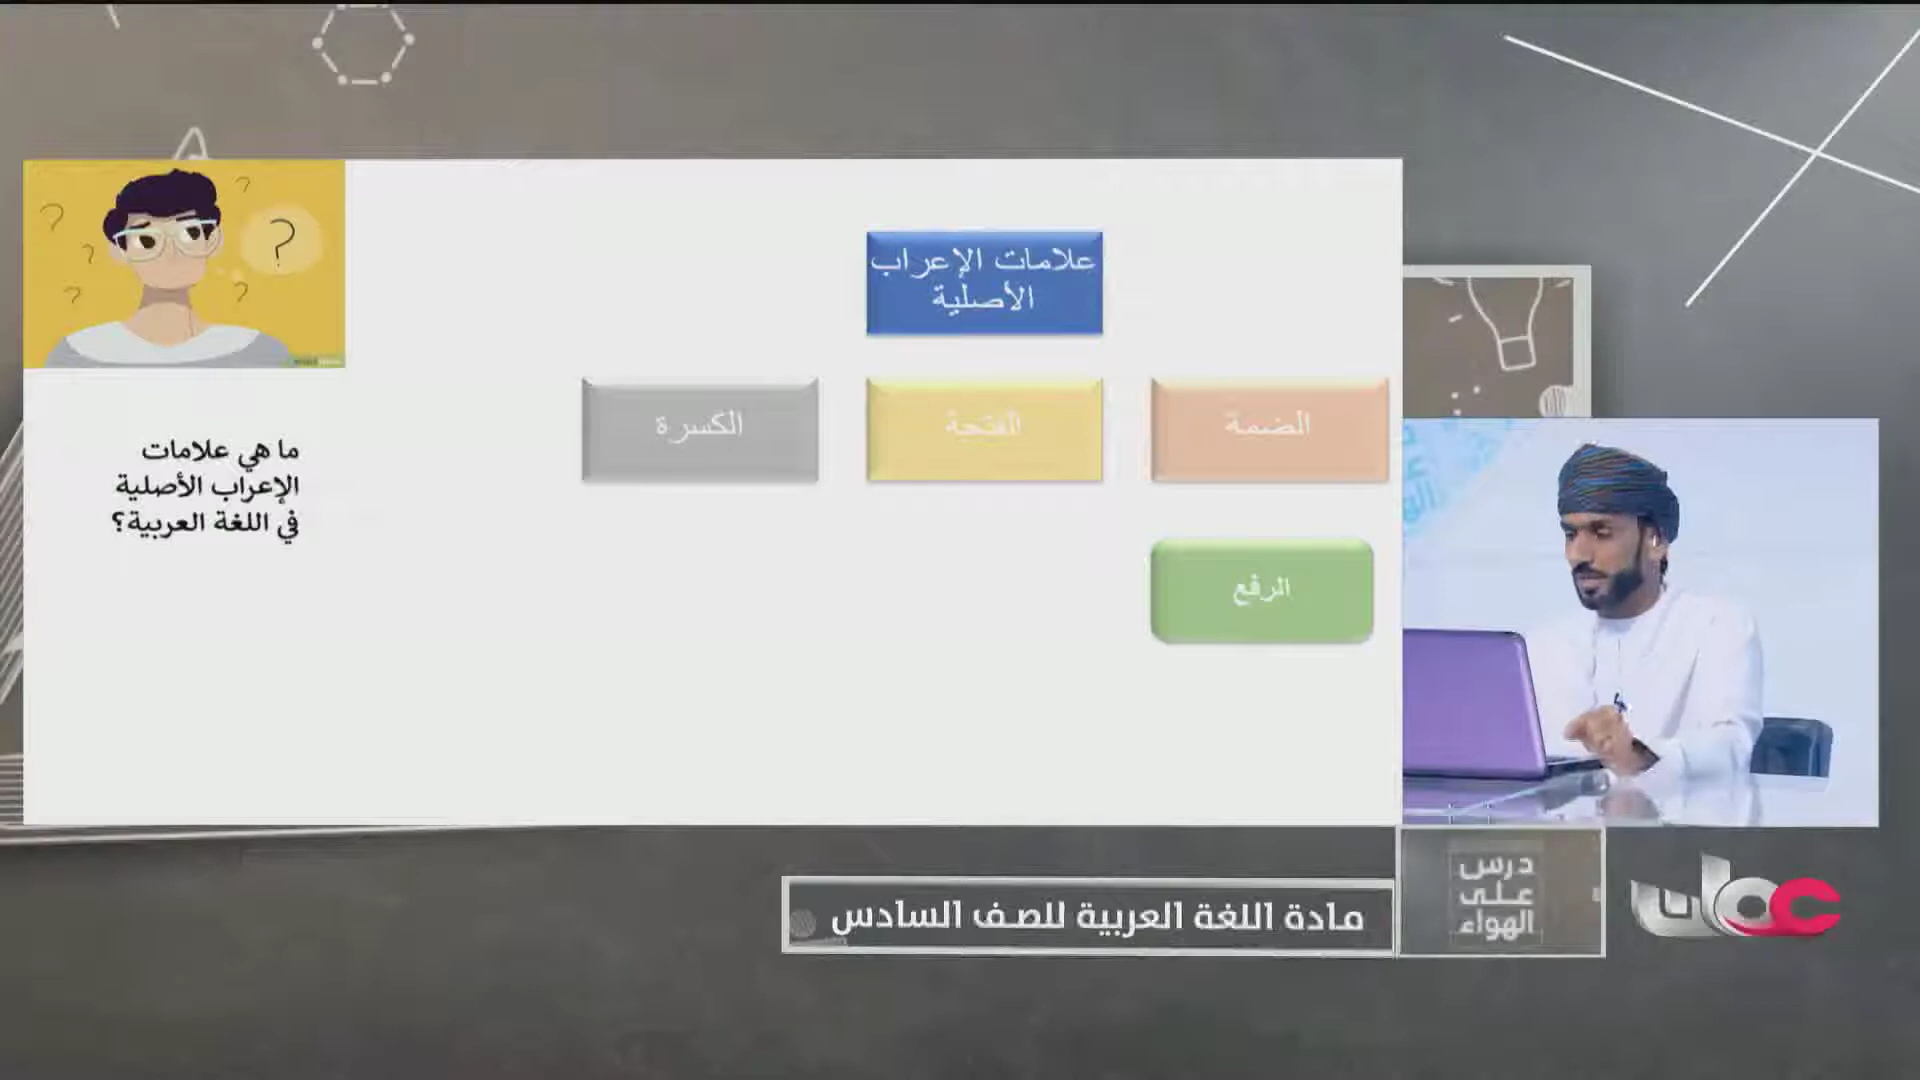 علامات الإعراب
الأصلية
الضمة
الفتحة
الكسرة
الرفع
ما هي علامات
الإعراب الأصلية
في اللغة العربية؟
مادة اللغة العربية للصف السادس
درس
على
الهواء